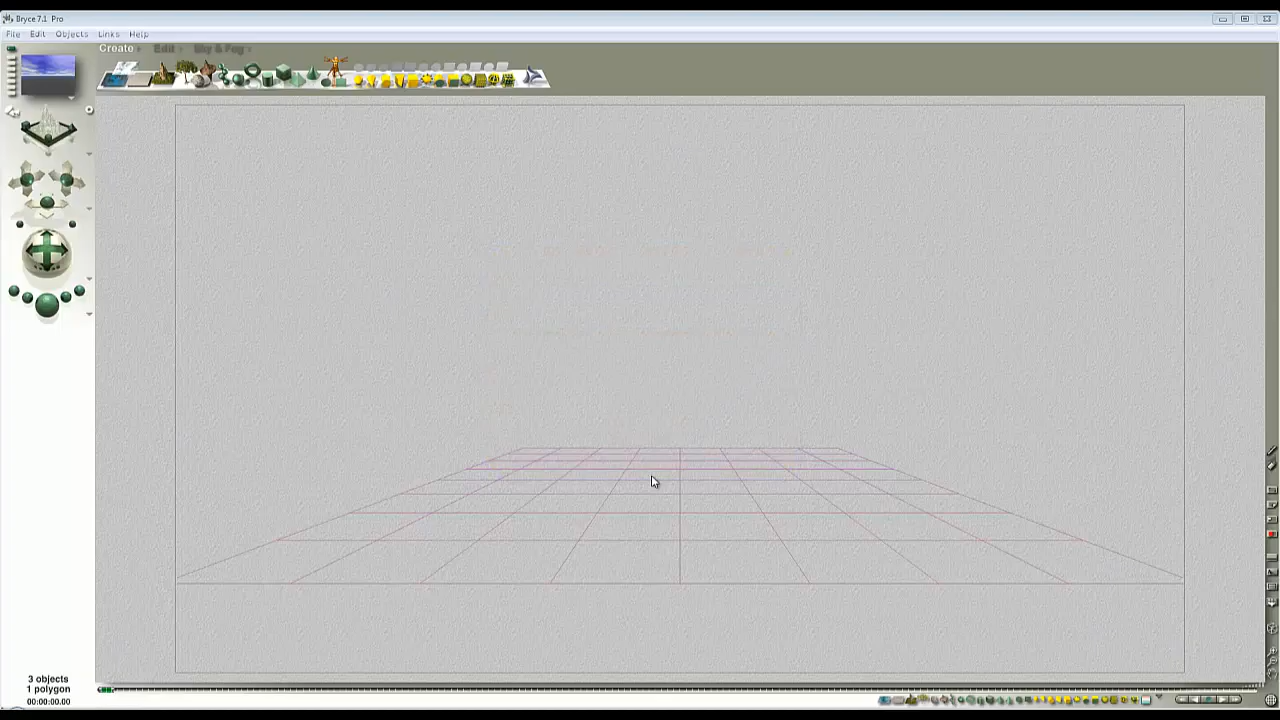 Bryce 7.1 Pro
File Edit Objects Links Help
Create Edit Sky & Fog
3 objects
1 polygon
00:00:00.00